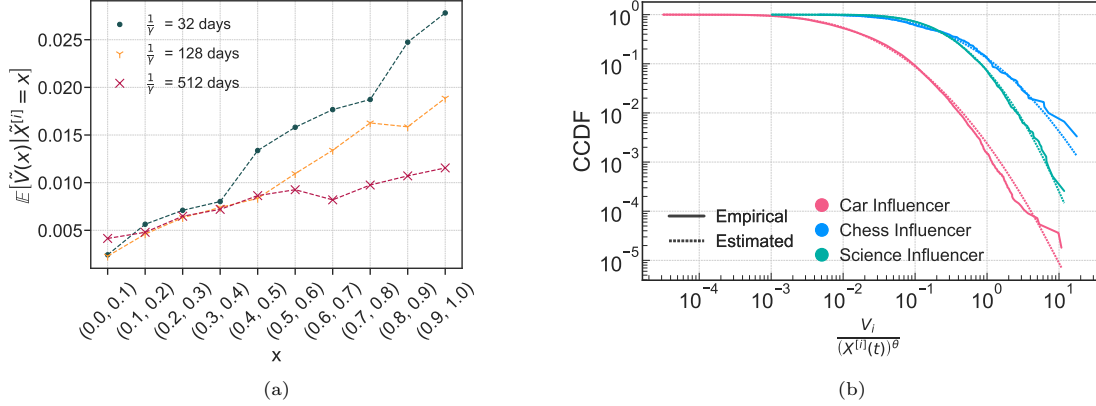 (a)
1/γ = 32 days
1/γ = 128 days
1/γ = 512 days
𝔼[Ṽ(x)|X̃^[i] = x]
0.025
0.020
0.015
0.010
0.005
(0.0, 0.1)
(0.1, 0.2)
(0.2, 0.3)
(0.3, 0.4)
(0.4, 0.5)
(0.5, 0.6)
(0.6, 0.7)
(0.7, 0.8)
(0.8, 0.9)
(0.9, 1.0)
x
(a)
(b)
CCDF
10^0
10^−1
10^−2
10^−3
10^−4
10^−5
Empirical
Estimated
Car Influencer
Chess Influencer
Science Influencer
10^−4
10^−3
10^−2
10^−1
10^0
10^1
V_i
(X^[i](t))^θ
(b)